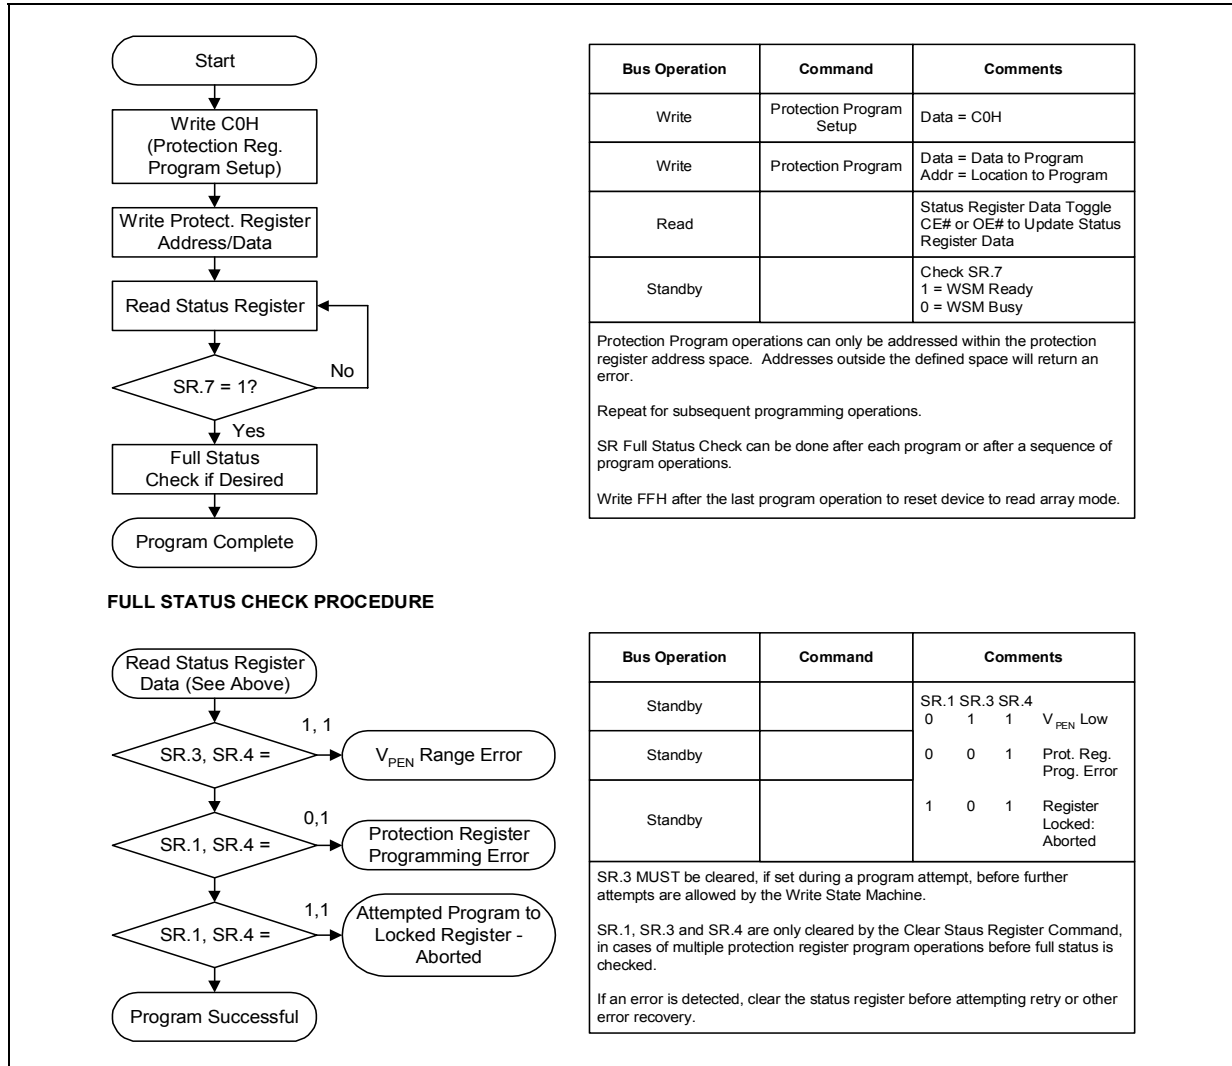 Start
Write C0H
(Protection Reg.
Program Setup)
Write Protect. Register
Address/Data
Read Status Register
No
SR.7 = 1?
Yes
Full Status
Check if Desired
Program Complete
Bus Operation Command Comments
Write Protection Program
Setup Data = C0H
Write Protection Program Data = Data to Program
Addr = Location to Program
Read Status Register Data Toggle
CE# or OE# to Update Status
Register Data
Standby Check SR.7
1 = WSM Ready
0 = WSM Busy
Protection Program operations can only be addressed within the protection
register address space. Addresses outside the defined space will return an
error.
Repeat for subsequent programming operations.
SR Full Status Check can be done after each program or after a sequence of
program operations.
Write FFH after the last program operation to reset device to read array mode.
FULL STATUS CHECK PROCEDURE
Read Status Register
Data (See Above)
1, 1
SR.3, SR.4 =
VPEN Range Error
0,1
SR.1, SR.4 =
Protection Register
Programming Error
1,1
SR.1, SR.4 =
Attempted Program to
Locked Register -
Aborted
Program Successful
Bus Operation Command Comments
Standby SR.1 SR.3 SR.4
0 1 1 VPEN Low
Standby 0 0 1 Prot. Reg.
Prog. Error
Standby 1 0 1 Register
Locked:
Aborted
SR.3 MUST be cleared, if set during a program attempt, before further
attempts are allowed by the Write State Machine.
SR.1, SR.3 and SR.4 are only cleared by the Clear Staus Register Command,
in cases of multiple protection register program operations before full status is
checked.
If an error is detected, clear the status register before attempting retry or other
error recovery.